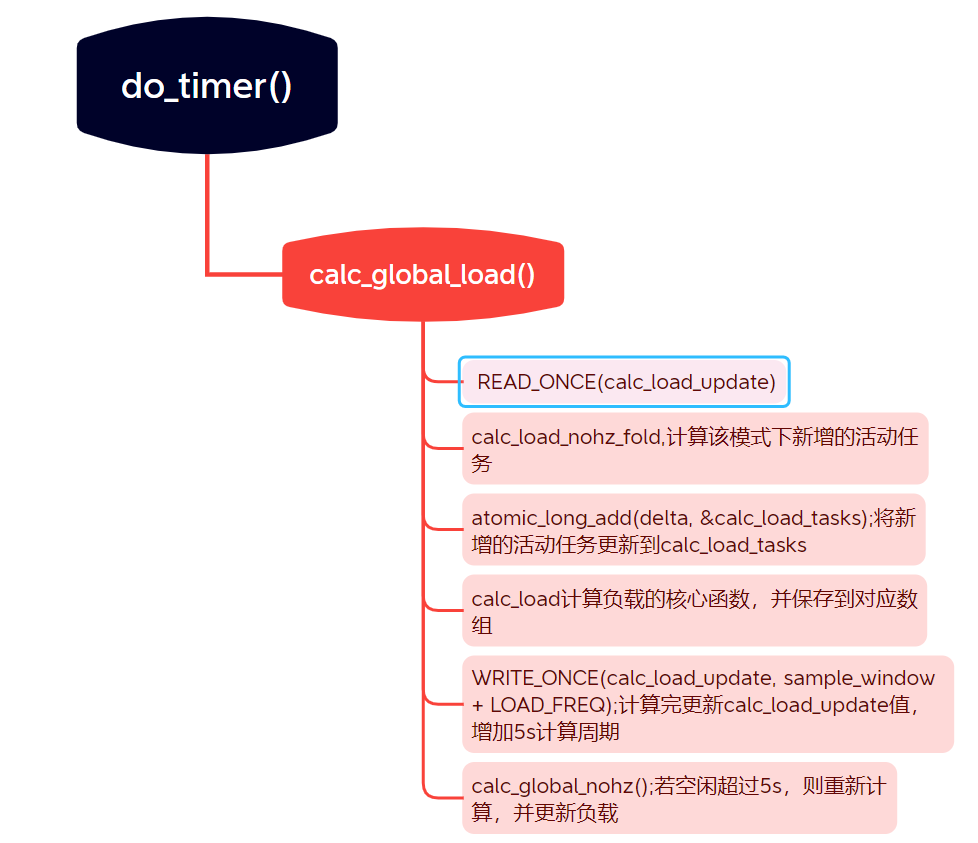 do_timer()
calc_global_load()
READ_ONCE(calc_load_update)
calc_load_nohz_fold,计算该模式下新增的活动任
务
atomic_long_add(delta, &calc_load_tasks);将新
增的活动任务更新到calc_load_tasks
calc_load计算负载的核心函数，并保存到对应数
组
WRITE_ONCE(calc_load_update, sample_window
+ LOAD_FREQ);计算完更新calc_load_update值，
增加5s计算周期
calc_global_nohz();若空闲超过5s，则重新计
算，并更新负载